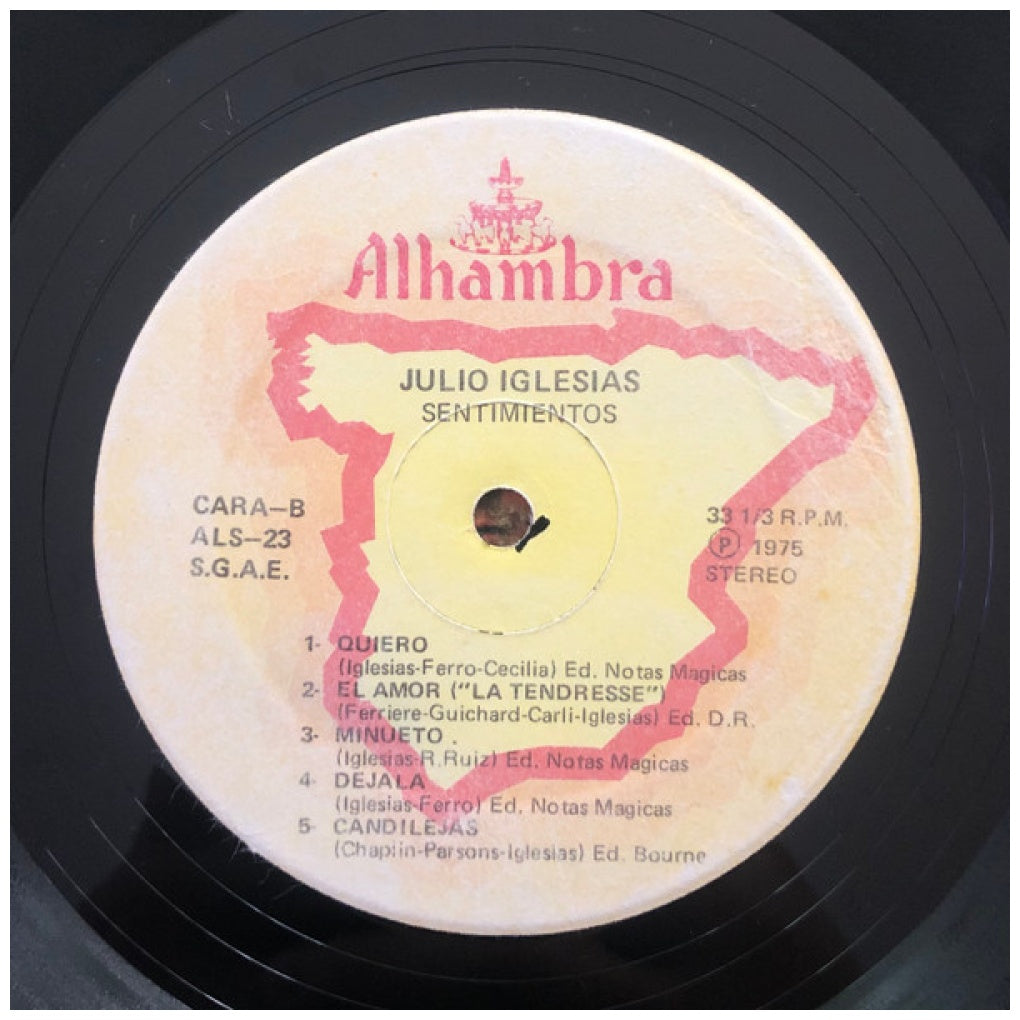 Alhambra
JULIO IGLESIAS
SENTIMIENTOS
CARA-B
ALS-23
S.G.A.E.
33 1/3 R.P.M.
Ⓟ 1975
STEREO
1- QUIERO
(Iglesias-Ferro-Cecilia) Ed. Notas Magicas
2- EL AMOR ("LA TENDRESSE")
(Ferriere-Guichard-Carli-Iglesias) Ed. D.R.
3- MINUETO .
(Iglesias-R.Ruiz) Ed. Notas Magicas
4- DEJALA
(Iglesias-Ferro) Ed. Notas Magicas
5- CANDILEJAS
(Chaplin-Parsons-Iglesias) Ed. Bourne